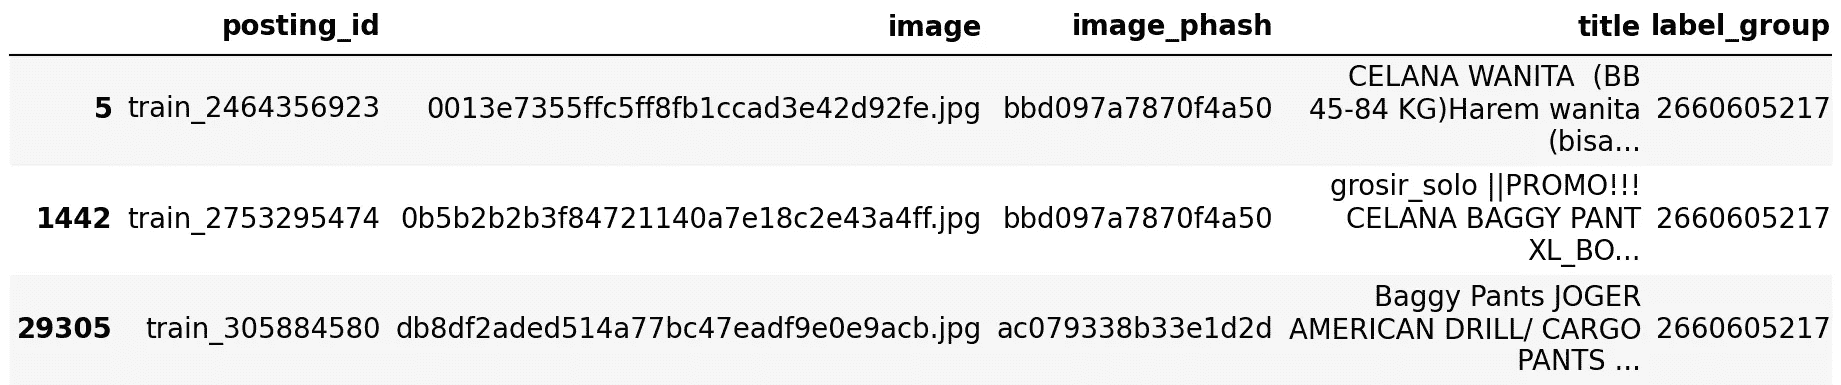 posting_id image image_phash title label_group
5 train_2464356923 0013e7355ffc5ff8fb1ccad3e42d92fe.jpg bbd097a7870f4a50 CELANA WANITA  (BB 45-84 KG)Harem wanita (bisa... 2660605217
1442 train_2753295474 0b5b2b2b3f84721140a7e18c2e43a4ff.jpg bbd097a7870f4a50 grosir_solo ||PROMO!!! CELANA BAGGY PANT XL_BO... 2660605217
29305 train_305884580 db8df2aded514a77bc47eadf9e0e9acb.jpg ac079338b33e1d2d Baggy Pants JOGER AMERICAN DRILL/ CARGO PANTS ... 2660605217